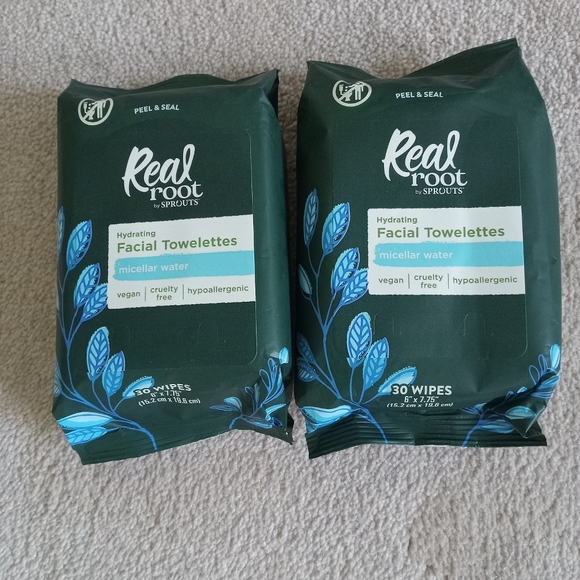 PEEL & SEAL
Real
root
by SPROUTS
Hydrating
Facial Towelettes
micellar water
vegan | cruelty free | hypoallergenic
30 WIPES
6" x 7.75"
(15.2 cm x 19.8 cm)
PEEL & SEAL
Real
root
by SPROUTS
Hydrating
Facial Towelettes
micellar water
vegan | cruelty free | hypoallergenic
30 WIPES
6" x 7.75"
(15.2 cm x 19.8 cm)